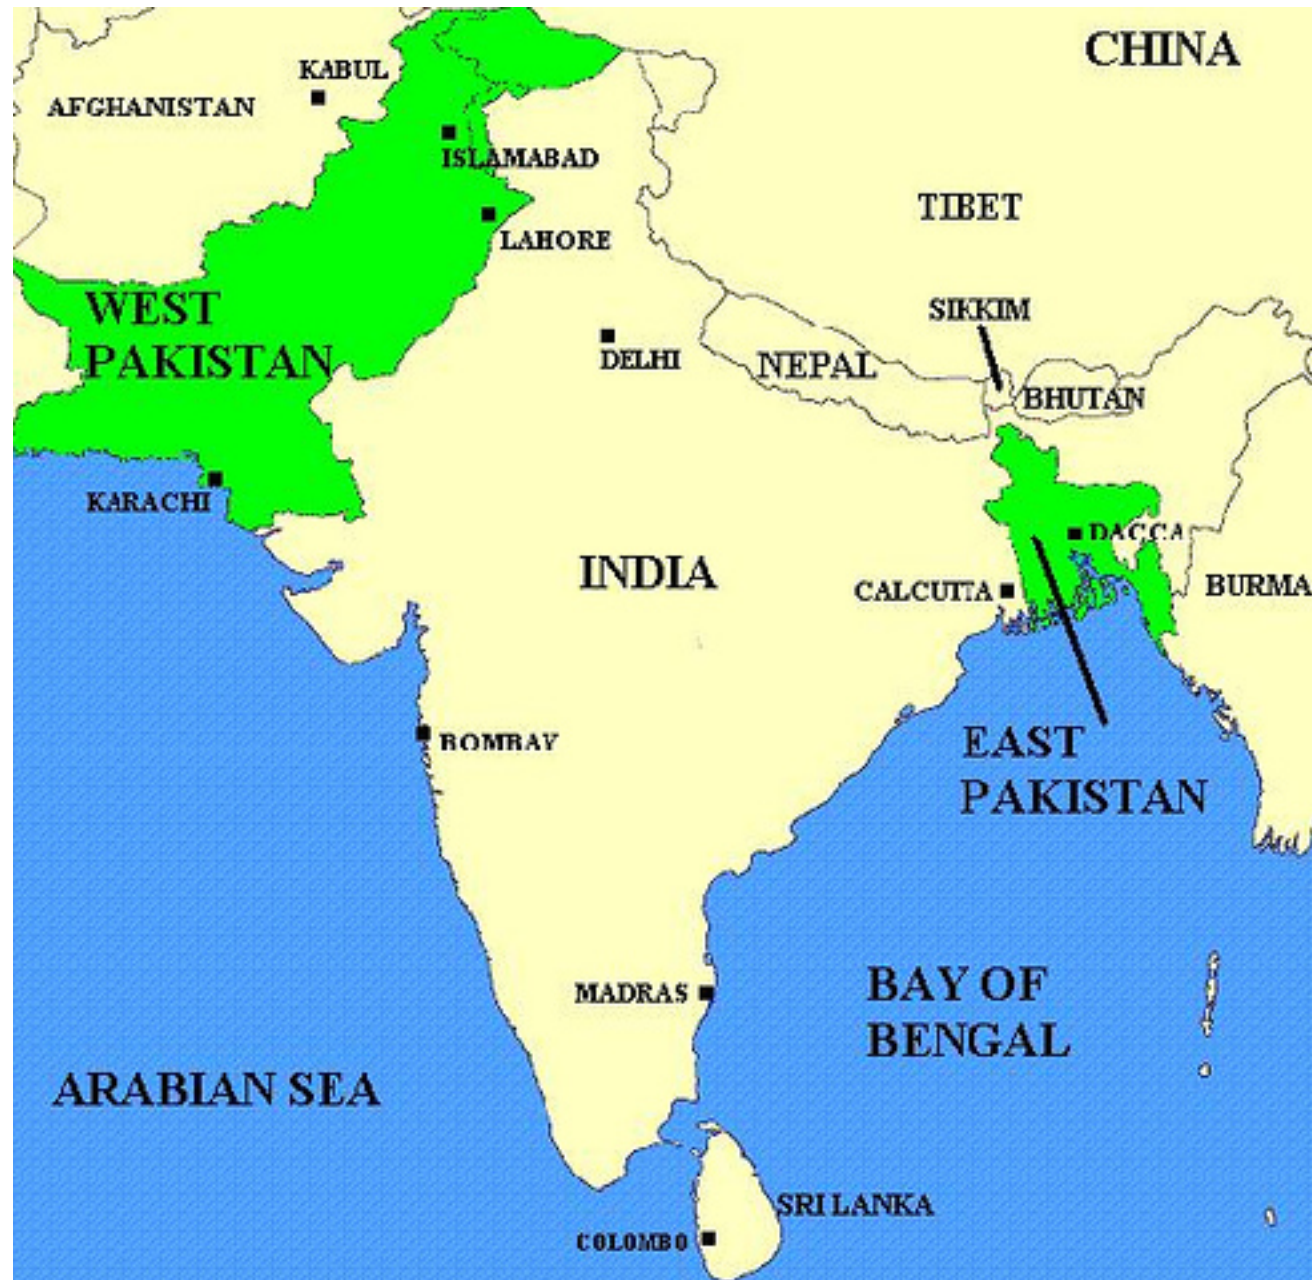 CHINA
KABUL
AFGHANISTAN
ISLAMABAD
TIBET
LAHORE
WEST
PAKISTAN
SIKKIM
DELHI
NEPAL
BHUTAN
KARACHI
DACCA
INDIA
CALCUTTA
BURMA
BOMBAY
EAST
PAKISTAN
MADRAS
BAY OF
BENGAL
ARABIAN SEA
SRI LANKA
COLOMBO